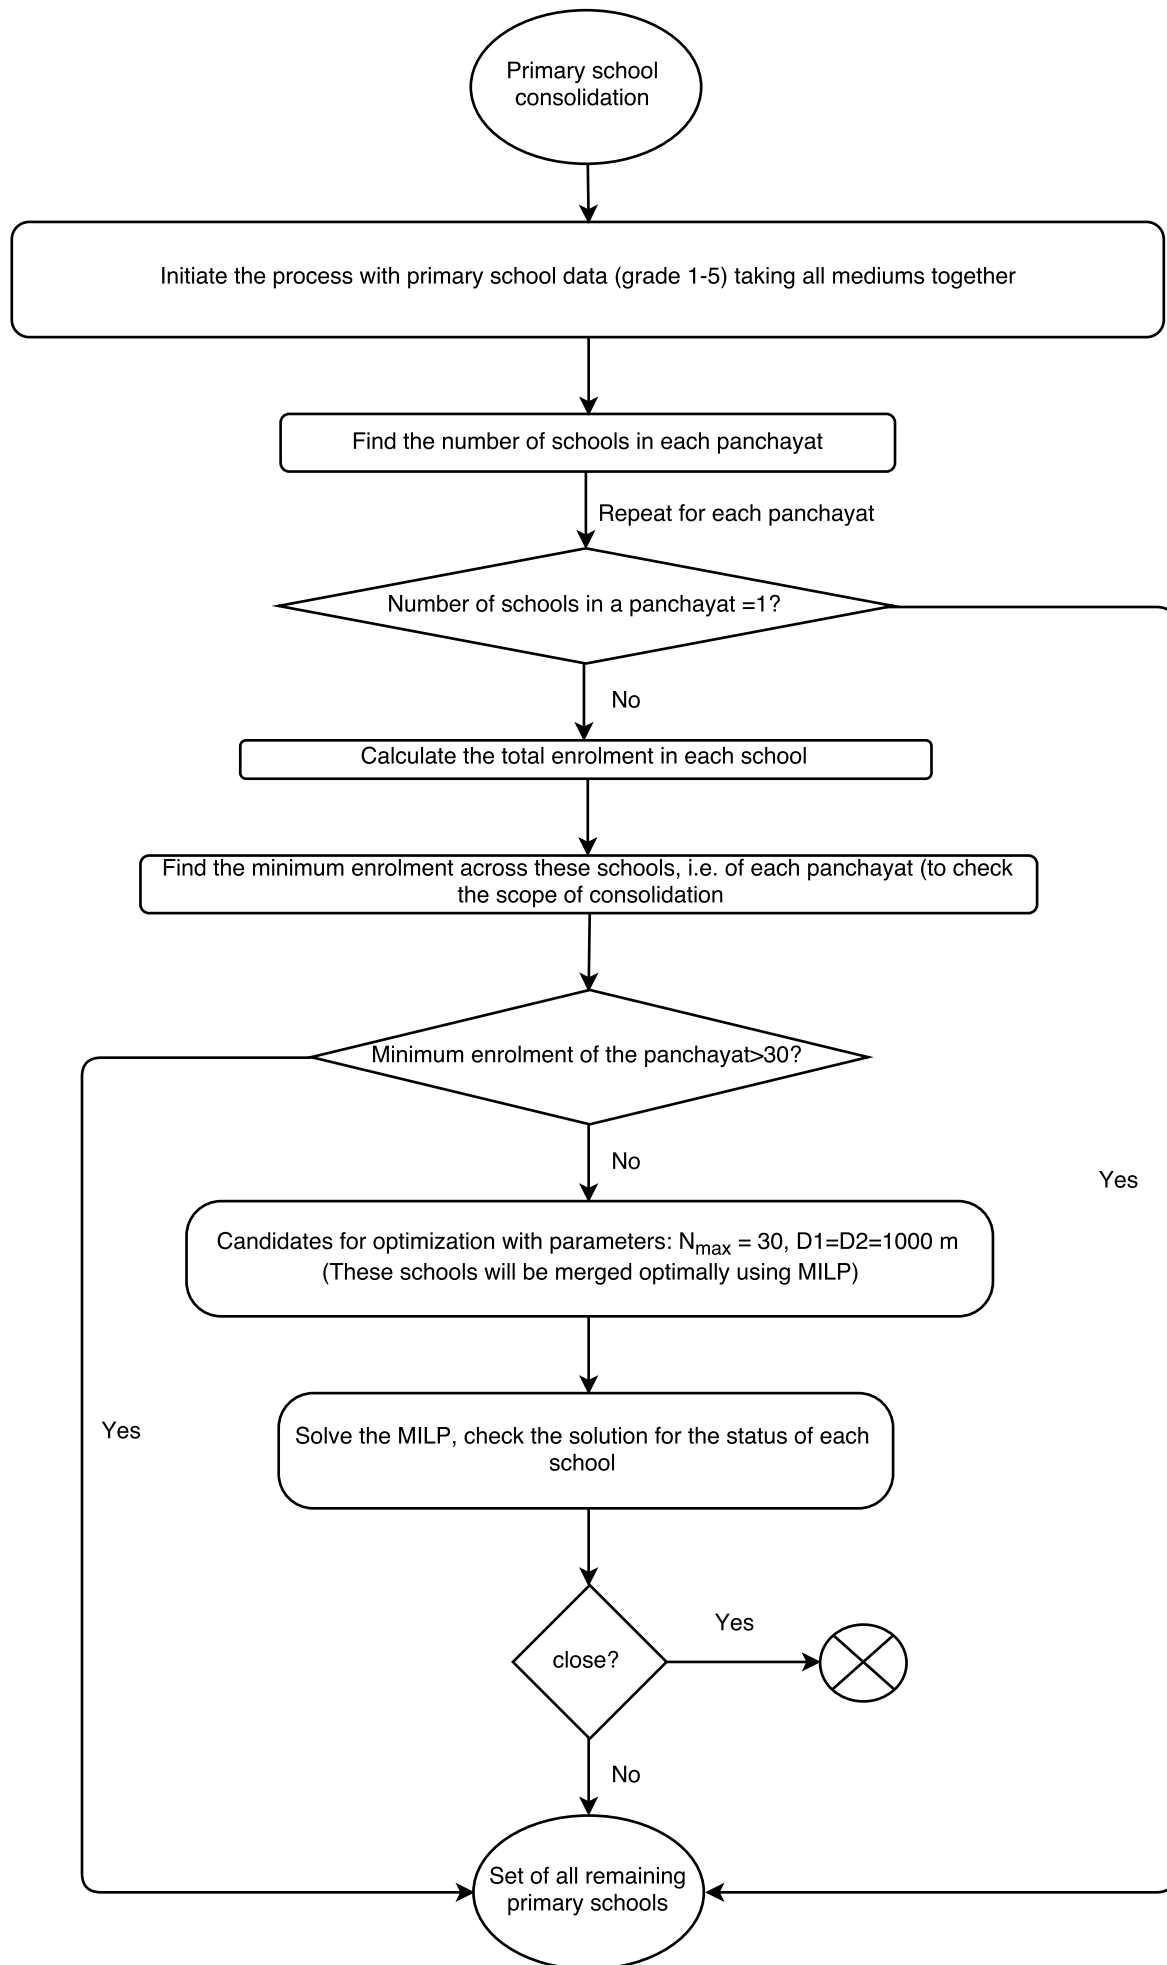 Primary school
consolidation
Initiate the process with primary school data (grade 1-5) taking all mediums together
Find the number of schools in each panchayat
Repeat for each panchayat
Number of schools in a panchayat =1?
No
Calculate the total enrolment in each school
Find the minimum enrolment across these schools, i.e. of each panchayat (to check
the scope of consolidation
Minimum enrolment of the panchayat>30?
No
Yes
Candidates for optimization with parameters: Nmax = 30, D1=D2=1000 m
(These schools will be merged optimally using MILP)
Yes
Solve the MILP, check the solution for the status of each
school
Yes
close?
No
Set of all remaining
primary schools